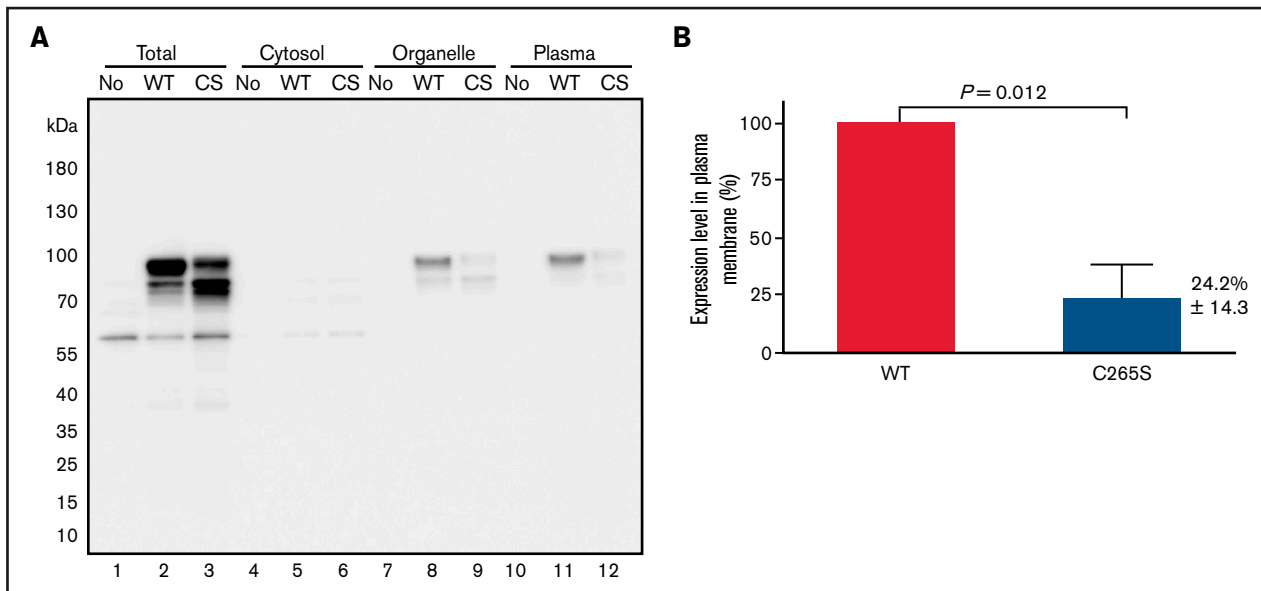 A
Total Cytosol Organelle Plasma
No WT CS No WT CS No WT CS No WT CS
kDa
180
130
100
70
55
40
35
25
15
10
1 2 3 4 5 6 7 8 9 10 11 12
B
P = 0.012
Expression level in plasma
membrane (%)
100
75
50
25
0
24.2%
± 14.3
WT C265S